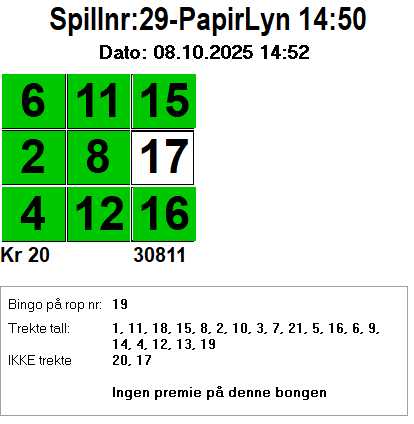 Spillnr:29-PapirLyn 14:50
Dato: 08.10.2025 14:52
6 11 15
2 8 17
4 12 16
Kr 20 30811
Bingo på rop nr: 19
Trekte tall: 1, 11, 18, 15, 8, 2, 10, 3, 7, 21, 5, 16, 6, 9,
14, 4, 12, 13, 19
IKKE trekte 20, 17
Ingen premie på denne bongen